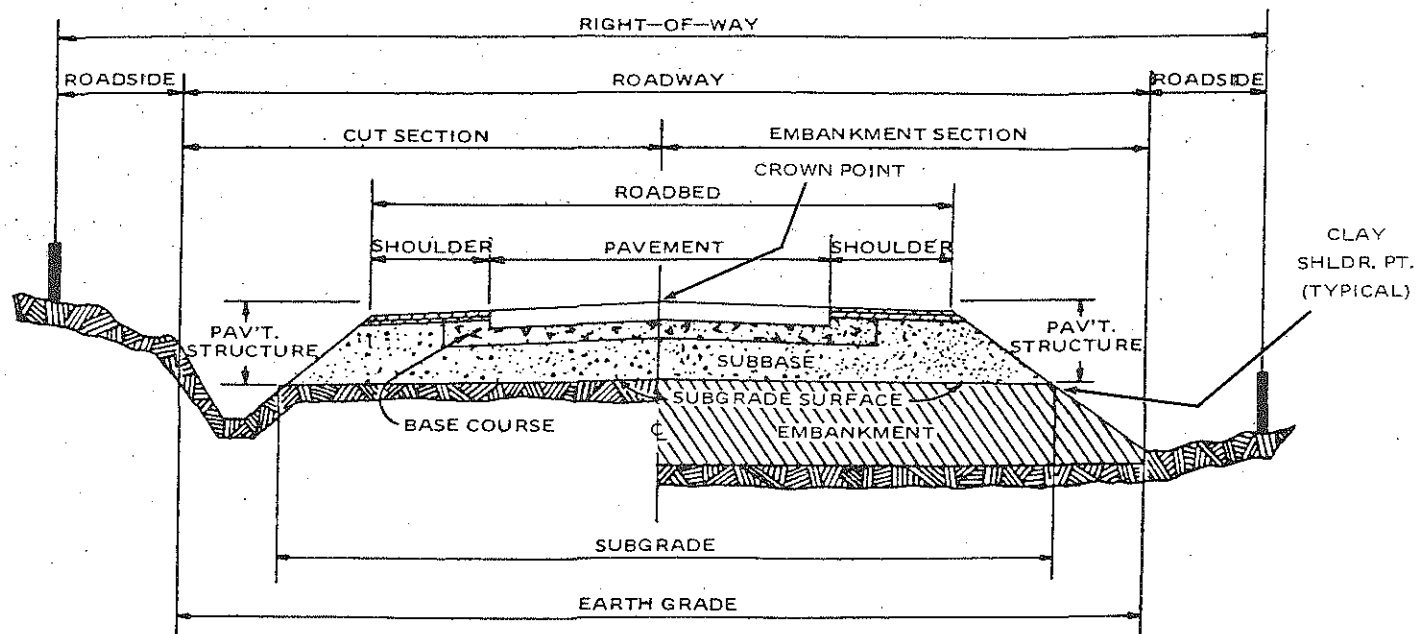 RIGHT-OF-WAY
ROADSIDE
ROADWAY
ROADSIDE
CUT SECTION
EMBANKMENT SECTION
CROWN POINT
ROADBED
SHOULDER
PAVEMENT
SHOULDER
CLAY
SHLDR. PT.
(TYPICAL)
PAV'T.
STRUCTURE
PAV'T.
STRUCTURE
SUBBASE
SUBGRADE SURFACE
BASE COURSE
℄
EMBANKMENT
SUBGRADE
EARTH GRADE